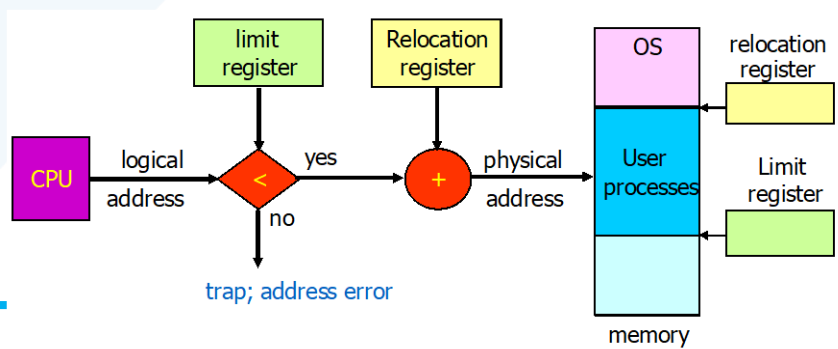 limit
register
Relocation
register
OS
relocation
register
CPU
logical
address
<
yes
no
+
physical
address
User
processes
Limit
register
trap; address error
memory